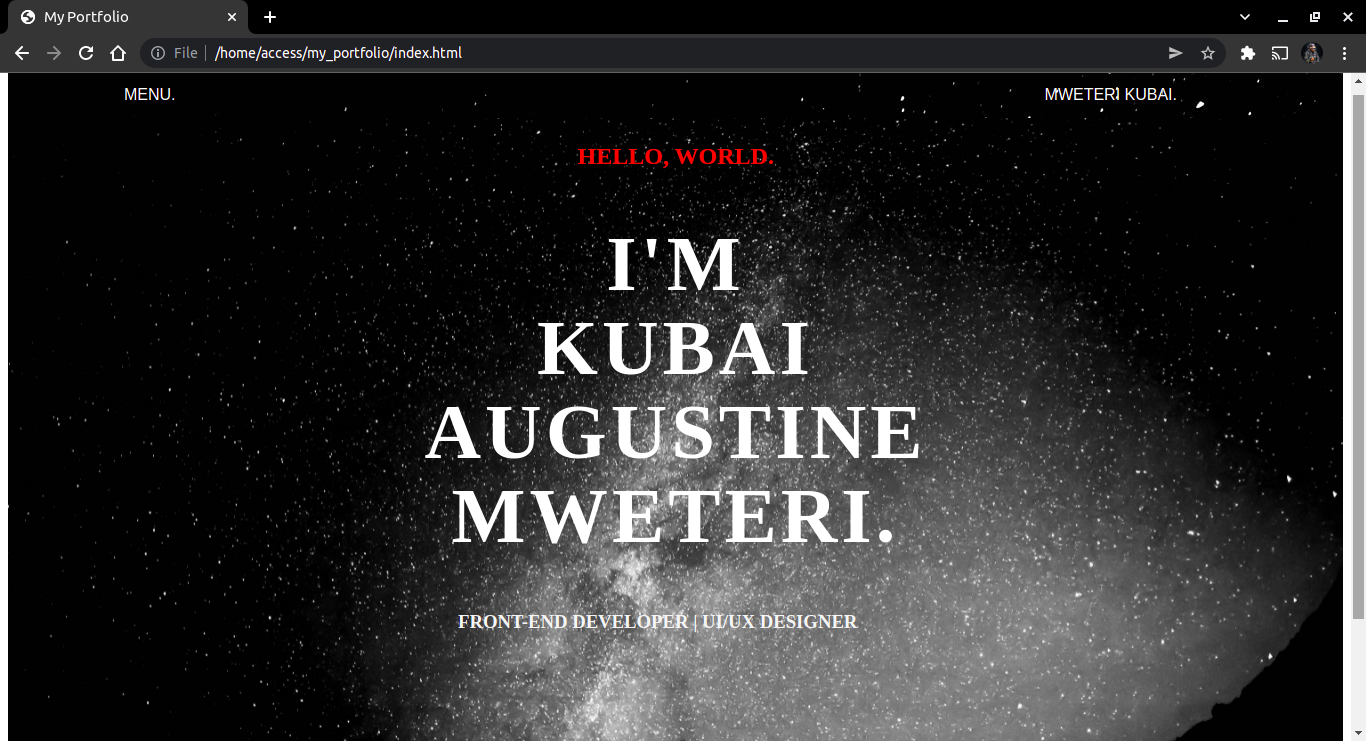 My Portfolio
File | /home/access/my_portfolio/index.html
MENU.
MWETERI KUBAI.
HELLO, WORLD.
I'M
KUBAI
AUGUSTINE
MWETERI.
FRONT-END DEVELOPER | UI/UX DESIGNER